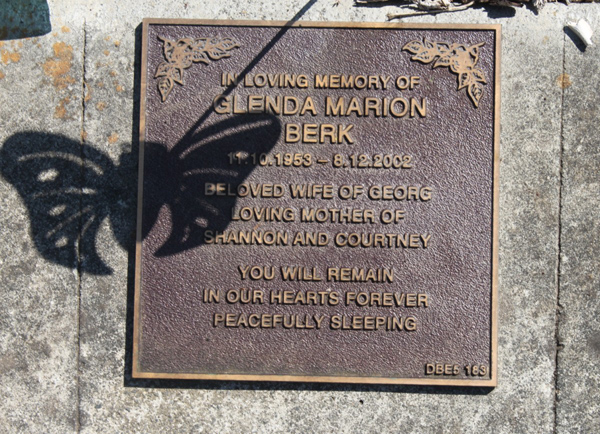 IN LOVING MEMORY OF
GLENDA MARION
BERK
11.10.1953 – 8.12.2002
BELOVED WIFE OF GEORG
LOVING MOTHER OF
SHANNON AND COURTNEY
YOU WILL REMAIN
IN OUR HEARTS FOREVER
PEACEFULLY SLEEPING
DBE5 163